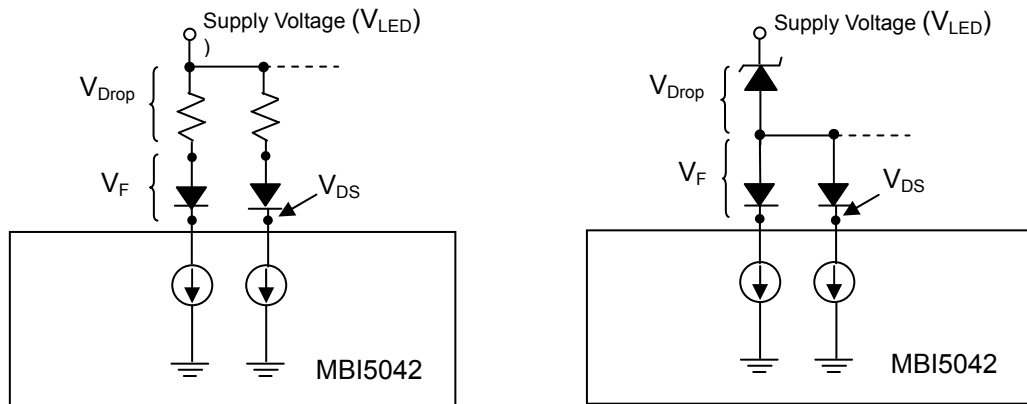 Supply Voltage (VLED)
)
VDrop
VF
VDS
MBI5042
Supply Voltage (VLED)
VDrop
VF
VDS
MBI5042